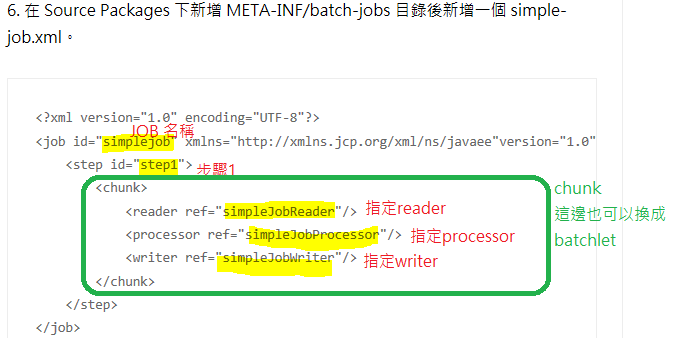 6. 在 Source Packages 下新增 META-INF/batch-jobs 目錄後新增一個 simple-
job.xml。
<?xml version="1.0" encoding="UTF-8"?>
JOB 名稱
<job id="simplejob" xmlns="http://xmlns.jcp.org/xml/ns/javaee"version="1.0"
<step id="step1"> 步驟1
<chunk>
<reader ref="simpleJobReader"/> 指定reader
<processor ref="simpleJobProcessor"/> 指定processor
<writer ref="simpleJobWriter"/> 指定writer
</chunk>
chunk
這邊也可以換成
batchlet
</step>
</job>